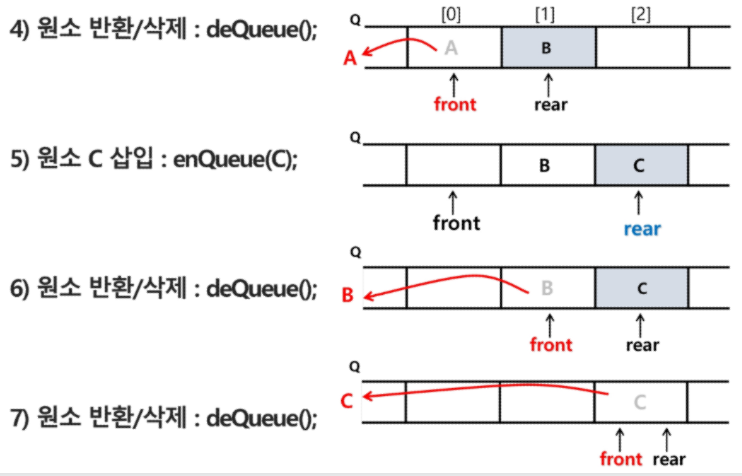 Q [0] [1] [2]
4) 원소 반환/삭제 : deQueue();
A A B
front rear
Q
5) 원소 C 삽입 : enQueue(C);
B C
front rear
Q
6) 원소 반환/삭제 : deQueue();
B B C
front rear
Q
7) 원소 반환/삭제 : deQueue();
C C
front rear